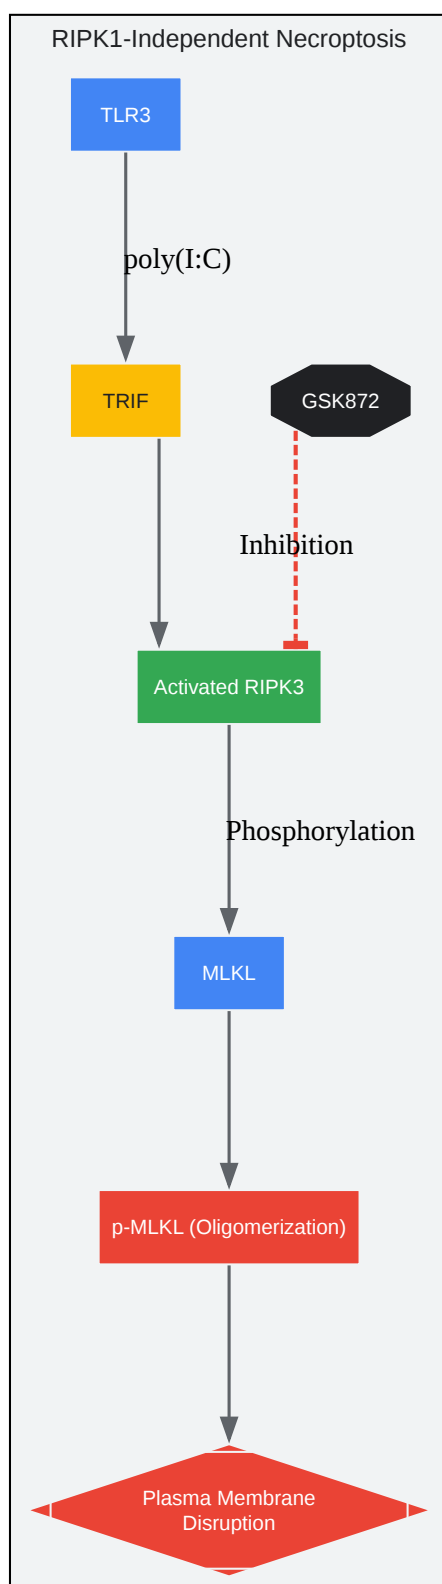 RIPK1-Independent Necroptosis
TLR3
poly(I:C)
TRIF
GSK872
Inhibition
Activated RIPK3
Phosphorylation
MLKL
p-MLKL (Oligomerization)
Plasma Membrane
Disruption